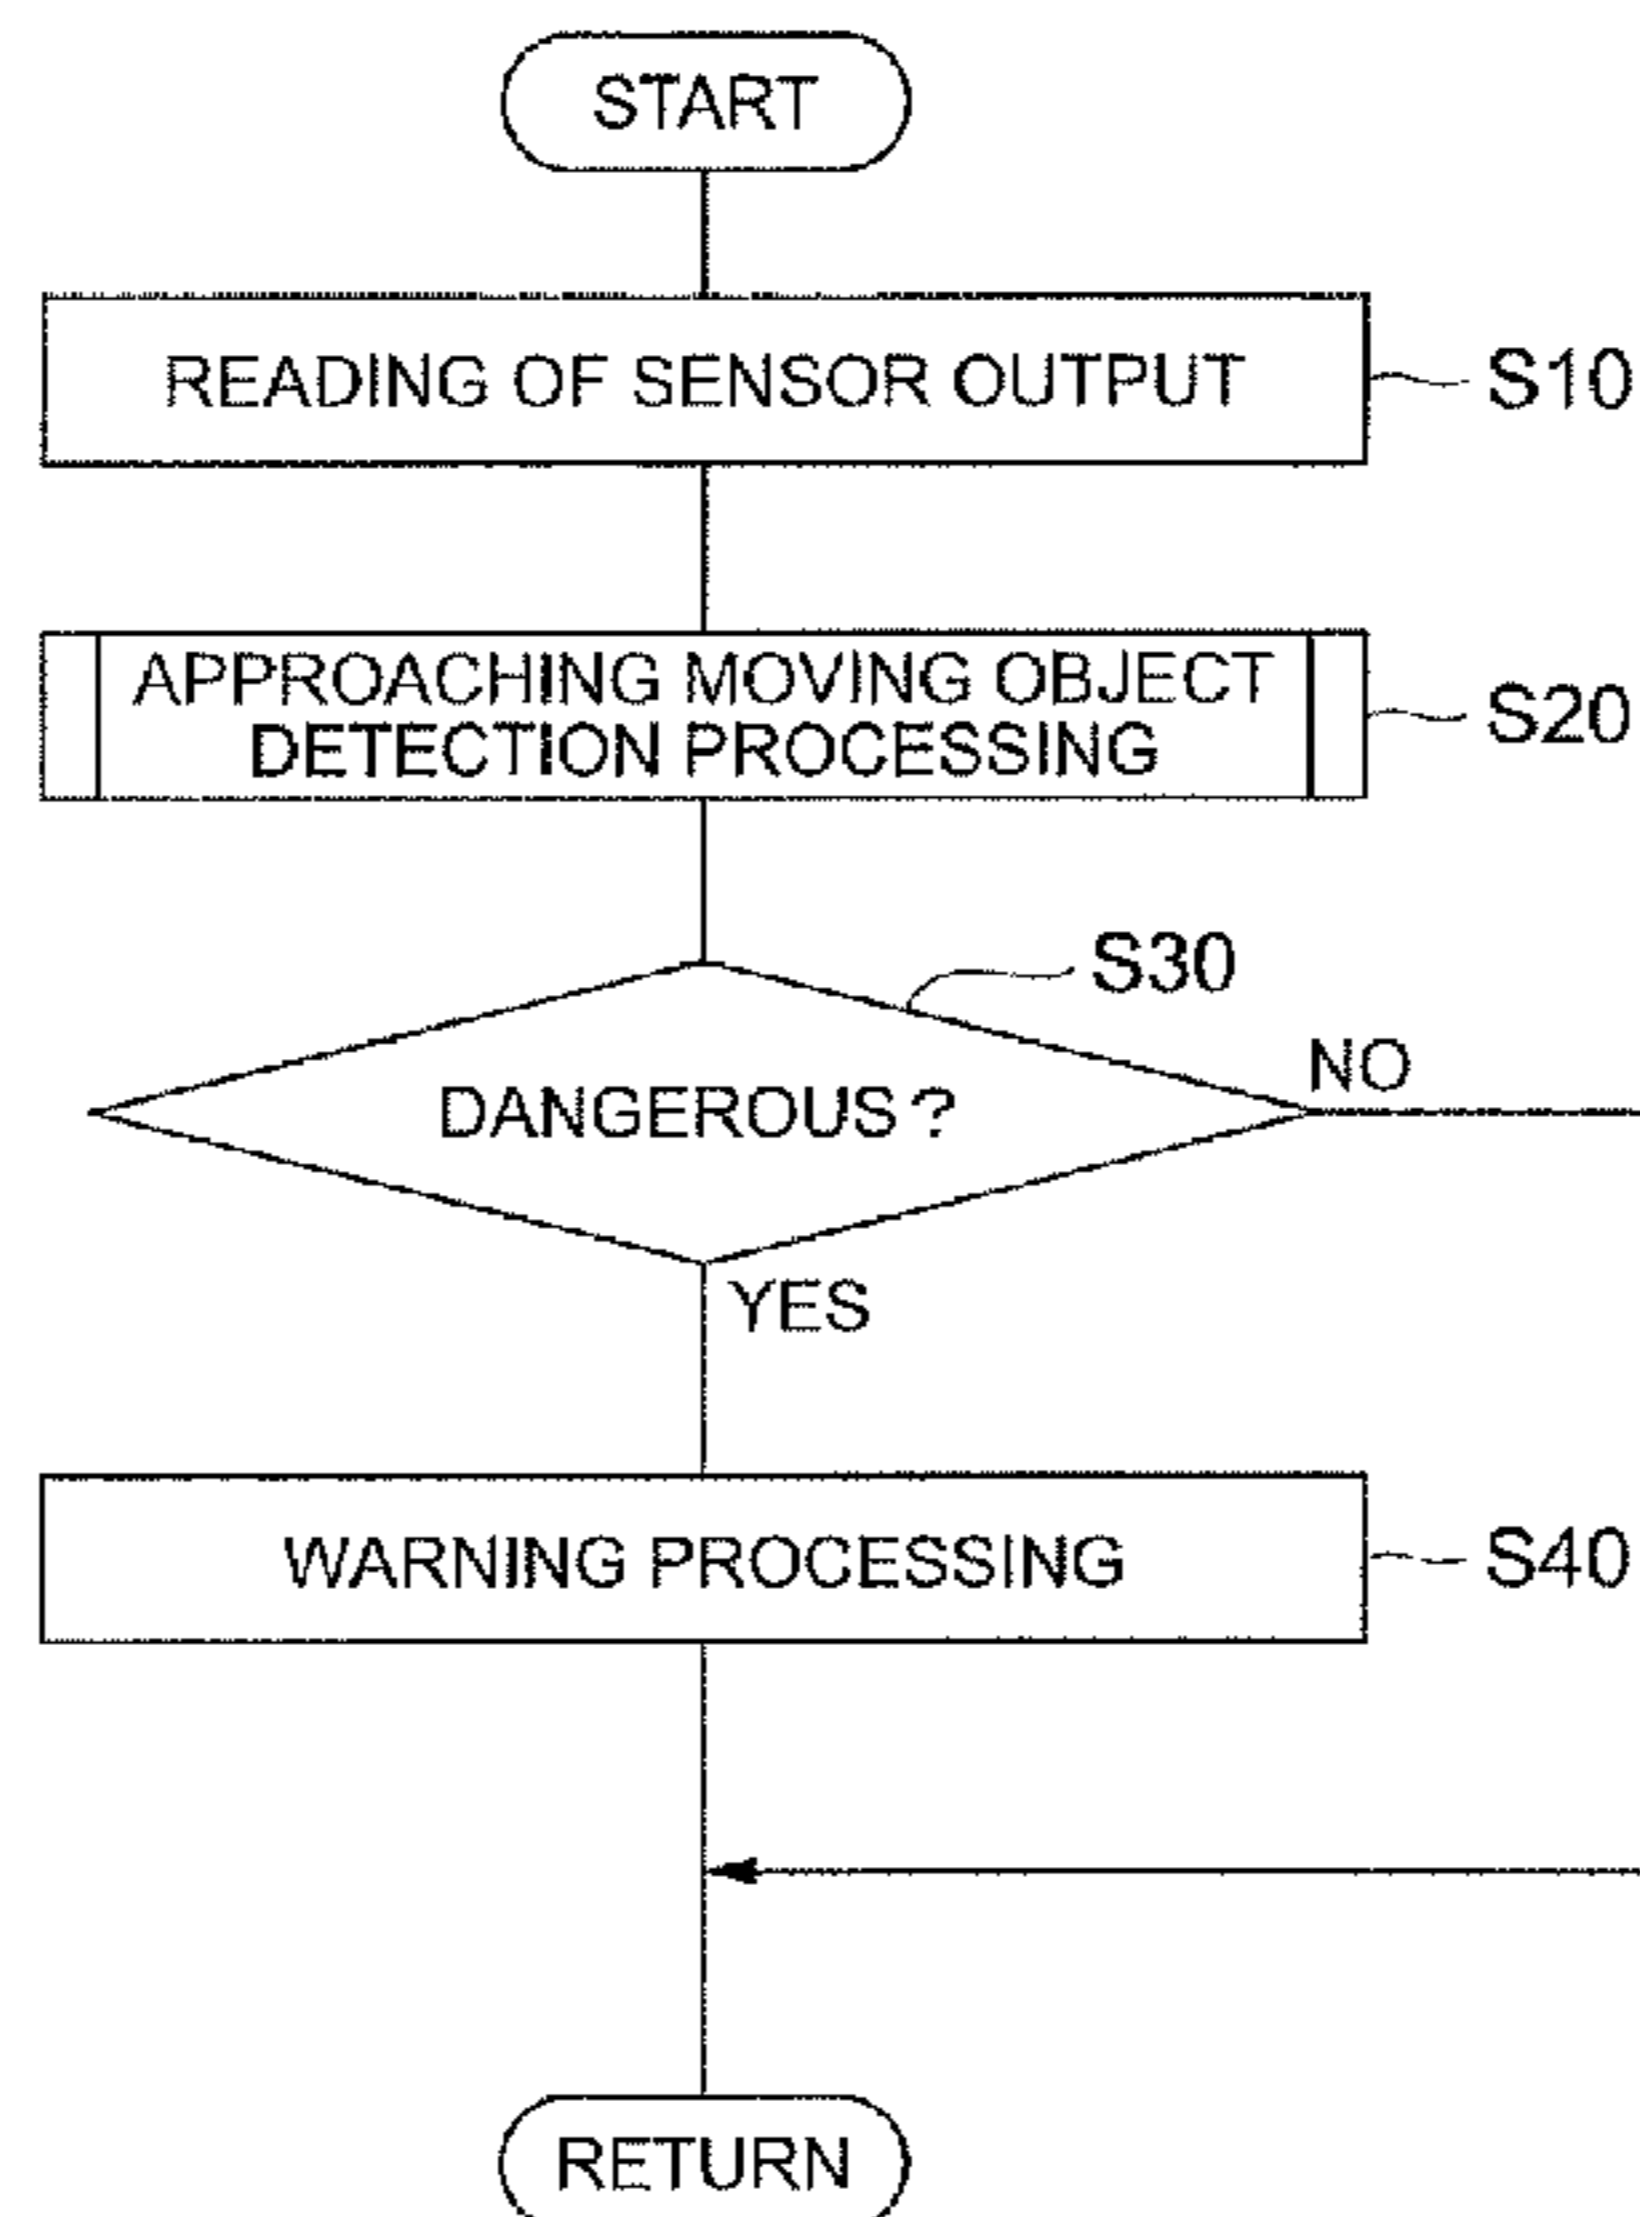 START
READING OF SENSOR OUTPUT
S10
APPROACHING MOVING OBJECT
DETECTION PROCESSING
S20
S30
DANGEROUS?
NO
YES
WARNING PROCESSING
S40
RETURN